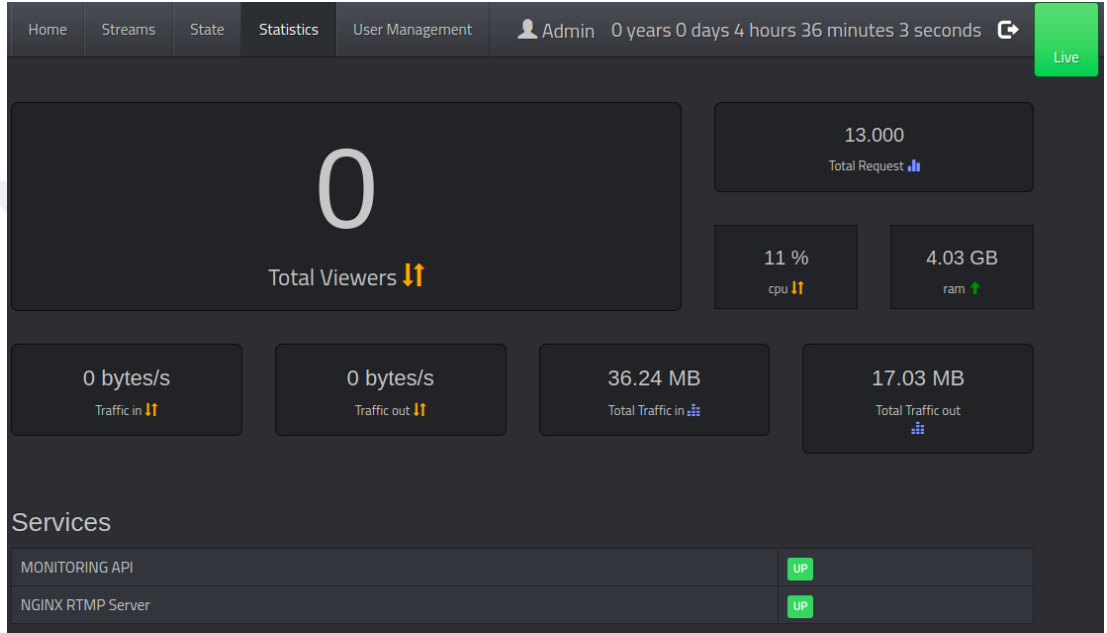 Home Streams State Statistics User Management Admin 0 years 0 days 4 hours 36 minutes 3 seconds
Live
0
Total Viewers
13.000
Total Request
11 %
cpu
4.03 GB
ram
0 bytes/s
Traffic in
0 bytes/s
Traffic out
36.24 MB
Total Traffic in
17.03 MB
Total Traffic out
Services
MONITORING API UP
NGINX RTMP Server UP